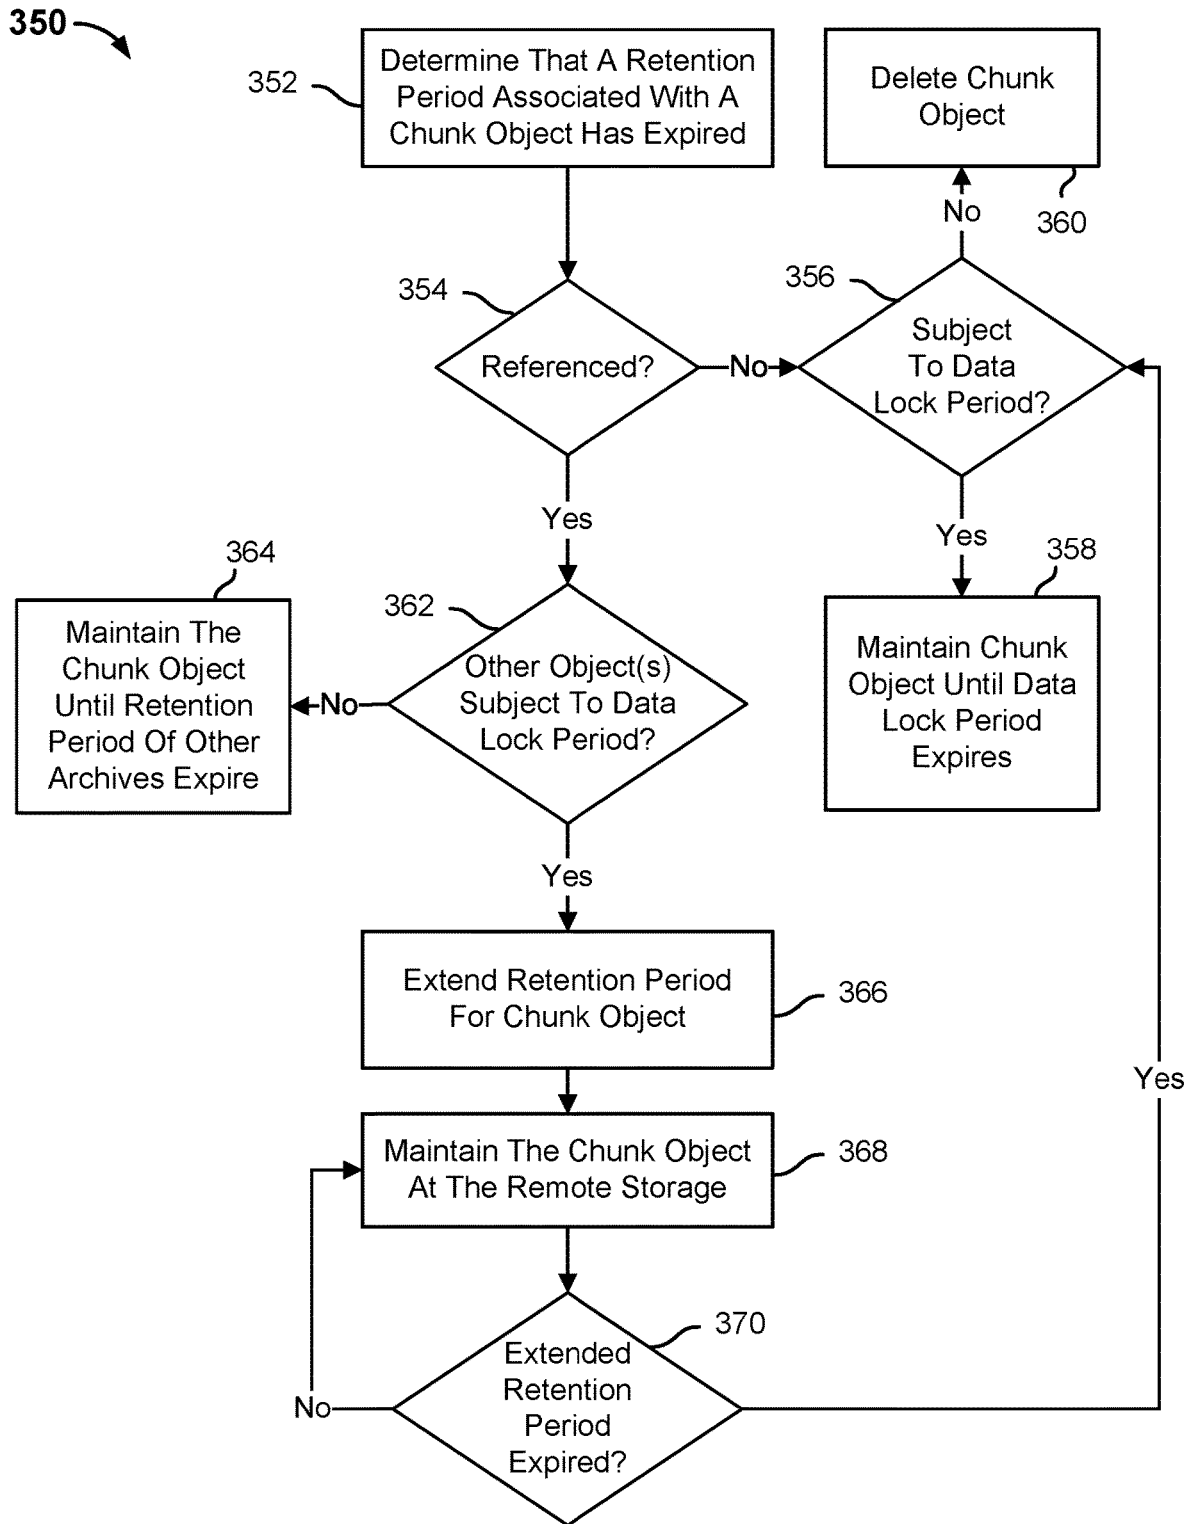 350
352
Determine That A Retention
Period Associated With A
Chunk Object Has Expired
Delete Chunk
Object
360
No
354
Referenced?
No
356
Subject
To Data
Lock Period?
Yes
Yes
358
Maintain Chunk
Object Until Data
Lock Period
Expires
364
Maintain The
Chunk Object
Until Retention
Period Of Other
Archives Expire
No
362
Other Object(s)
Subject To Data
Lock Period?
Yes
Extend Retention Period
For Chunk Object
366
Maintain The Chunk Object
At The Remote Storage
368
Yes
370
Extended
Retention
Period
Expired?
No